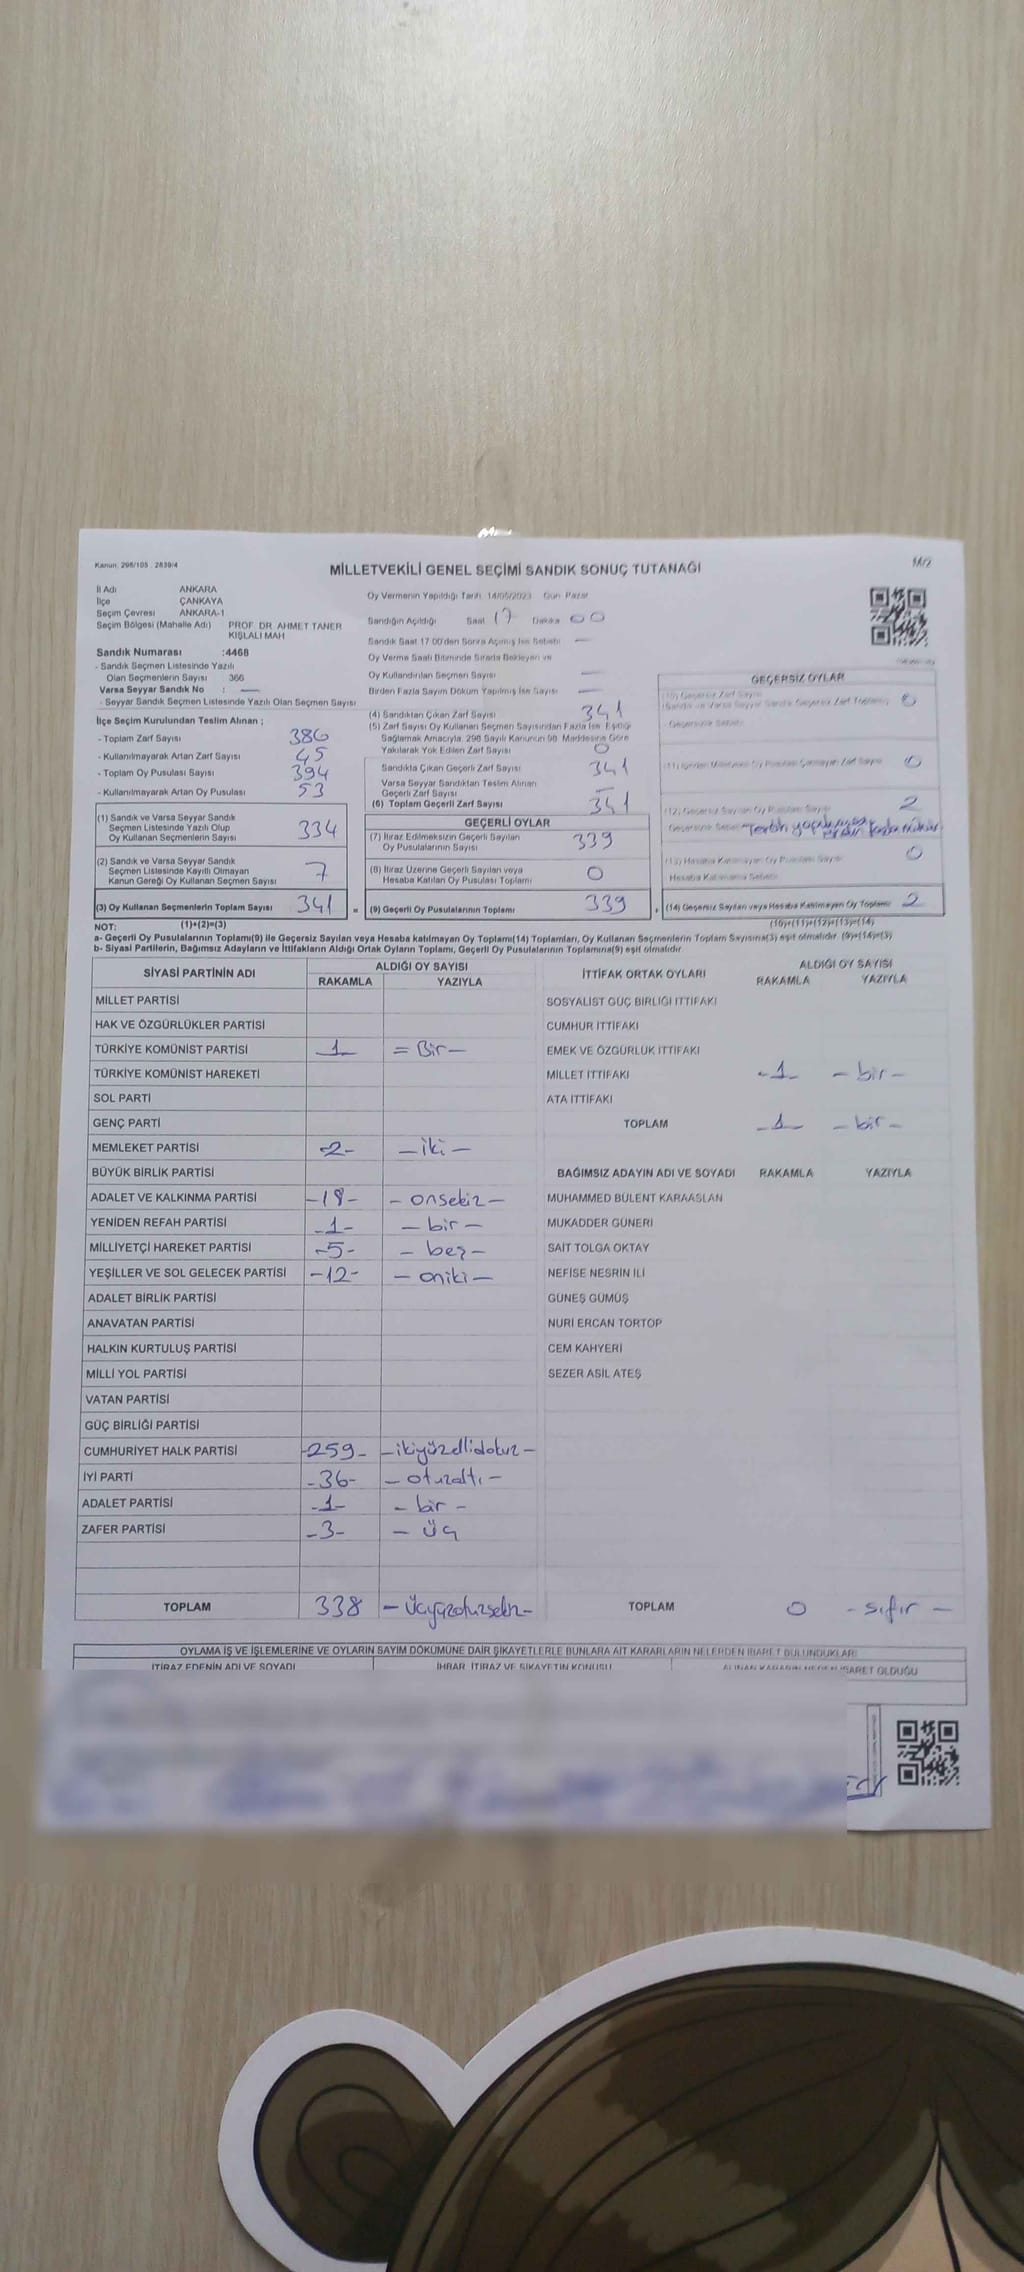 Kanun: 298/105 . 2839/4
MİLLETVEKİLİ GENEL SEÇİMİ SANDIK SONUÇ TUTANAĞI
M/2
İl Adı ANKARA
İlçe ÇANKAYA
Seçim Çevresi ANKARA-1
Seçim Bölgesi (Mahalle Adı) PROF. DR. AHMET TANER
KIŞLALI MAH
Sandık Numarası :4468
- Sandık Seçmen Listesinde Yazılı
Olan Seçmenlerin Sayısı 366
Varsa Seyyar Sandık No : —
- Seyyar Sandık Seçmen Listesinde Yazılı Olan Seçmen Sayısı
İlçe Seçim Kurulundan Teslim Alınan ;
- Toplam Zarf Sayısı 386
- Kullanılmayarak Artan Zarf Sayısı 45
- Toplam Oy Pusulası Sayısı 394
- Kullanılmayarak Artan Oy Pusulası 53
(1) Sandık ve Varsa Seyyar Sandık
Seçmen Listesinde Yazılı Olup
Oy Kullanan Seçmenlerin Sayısı 334
(2) Sandık ve Varsa Seyyar Sandık
Seçmen Listesinde Kayıtlı Olmayan
Kanun Gereği Oy Kullanan Seçmen Sayısı 7
(3) Oy Kullanan Seçmenlerin Toplam Sayısı 341 =
(1)+(2)=(3)
Oy Vermenin Yapıldığı Tarih 14/05/2023 Gün Pazar
Sandığın Açıldığı Saat 17 Dakika 00
Sandık Saat 17:00'den Sonra Açılmış İse Sebebi —
Oy Verme Saati Bitiminde Sırada Bekleyen ve
Oy Kullandırılan Seçmen Sayısı —
Birden Fazla Sayım Döküm Yapılmış İse Sayısı —
(4) Sandıktan Çıkan Zarf Sayısı 341
(5) Zarf Sayısı Oy Kullanan Seçmen Sayısından Fazla İse, Eşitliği
Sağlamak Amacıyla, 298 Sayılı Kanunun 98. Maddesine Göre
Yakılarak Yok Edilen Zarf Sayısı 0
Sandıkta Çıkan Geçerli Zarf Sayısı 341
Varsa Seyyar Sandıktan Teslim Alınan
Geçerli Zarf Sayısı —
(6) Toplam Geçerli Zarf Sayısı 341
GEÇERLİ OYLAR
(7) İtiraz Edilmeksizin Geçerli Sayılan
Oy Pusulalarının Sayısı 339
(8) İtiraz Üzerine Geçerli Sayılan veya
Hesaba Katılan Oy Pusulası Toplamı 0
(9) Geçerli Oy Pusulalarının Toplamı 339
GEÇERSİZ OYLAR
(10) Geçersiz Zarf Sayısı
(Sandık ve Varsa Seyyar Sandık Geçersiz Zarf Toplamı) 0
- Geçersizlik Sebebi
0
(12) Geçersiz Sayılan Oy Pusulası Sayısı 2
Geçersizlik Sebebi
(13) Hesaba Katılmayan Oy Pusulası Sayısı 0
Hesaba Katılmama Sebebi
(14) Geçersiz Sayılan veya Hesaba Katılmayan Oy Toplamı 2
(10)+(11)+(12)+(13)=(14)
NOT:
a- Geçerli Oy Pusulalarının Toplamı(9) ile Geçersiz Sayılan veya Hesaba katılmayan Oy Toplamı(14) Toplamları, Oy Kullanan Seçmenlerin Toplam Sayısına(3) eşit olmalıdır. (9)+(14)=(3)
b- Siyasi Partilerin, Bağımsız Adayların ve İttifakların Aldığı Ortak Oyların Toplamı, Geçerli Oy Pusulalarının Toplamına(9) eşit olmalıdır.
SİYASİ PARTİNİN ADI ALDIĞI OY SAYISI
RAKAMLA YAZIYLA
MİLLET PARTİSİ
HAK VE ÖZGÜRLÜKLER PARTİSİ
TÜRKİYE KOMÜNİST PARTİSİ 1 = Bir —
TÜRKİYE KOMÜNİST HAREKETİ
SOL PARTİ
GENÇ PARTİ
MEMLEKET PARTİSİ -2- — iki —
BÜYÜK BİRLİK PARTİSİ
ADALET VE KALKINMA PARTİSİ -18- — onsekiz —
YENİDEN REFAH PARTİSİ -1- — bir —
MİLLİYETÇİ HAREKET PARTİSİ -5- — beş —
YEŞİLLER VE SOL GELECEK PARTİSİ -12- — oniki —
ADALET BİRLİK PARTİSİ
ANAVATAN PARTİSİ
HALKIN KURTULUŞ PARTİSİ
MİLLİ YOL PARTİSİ
VATAN PARTİSİ
GÜÇ BİRLİĞİ PARTİSİ
CUMHURİYET HALK PARTİSİ -259- — ikiyüzellidokuz —
İYİ PARTİ -36- — otuzaltı —
ADALET PARTİSİ -1- — bir —
ZAFER PARTİSİ -3- — üç
TOPLAM 338 — üçyüzotuzsekiz —
İTTİFAK ORTAK OYLARI ALDIĞI OY SAYISI
RAKAMLA YAZIYLA
SOSYALİST GÜÇ BİRLİĞİ İTTİFAKI
CUMHUR İTTİFAKI
EMEK VE ÖZGÜRLÜK İTTİFAKI
MİLLET İTTİFAKI -1- — bir —
ATA İTTİFAKI
TOPLAM -1- — bir —
BAĞIMSIZ ADAYIN ADI VE SOYADI RAKAMLA YAZIYLA
MUHAMMED BÜLENT KARAASLAN
MUKADDER GÜNERİ
SAİT TOLGA OKTAY
NEFİSE NESRİN İLİ
GÜNEŞ GÜMÜŞ
NURİ ERCAN TORTOP
CEM KAHYERİ
SEZER ASİL ATEŞ
TOPLAM 0 — sıfır —
OYLAMA İŞ VE İŞLEMLERİNE VE OYLARIN SAYIM DÖKÜMÜNE DAİR ŞİKAYETLERLE BUNLARA AİT KARARLARIN NELERDEN İBARET BULUNDUKLARI
İTİRAZ EDENİN ADI VE SOYADI İHBAR, İTİRAZ VE ŞİKAYETİN KONUSU ALINAN KARARIN NEDEN İBARET OLDUĞU